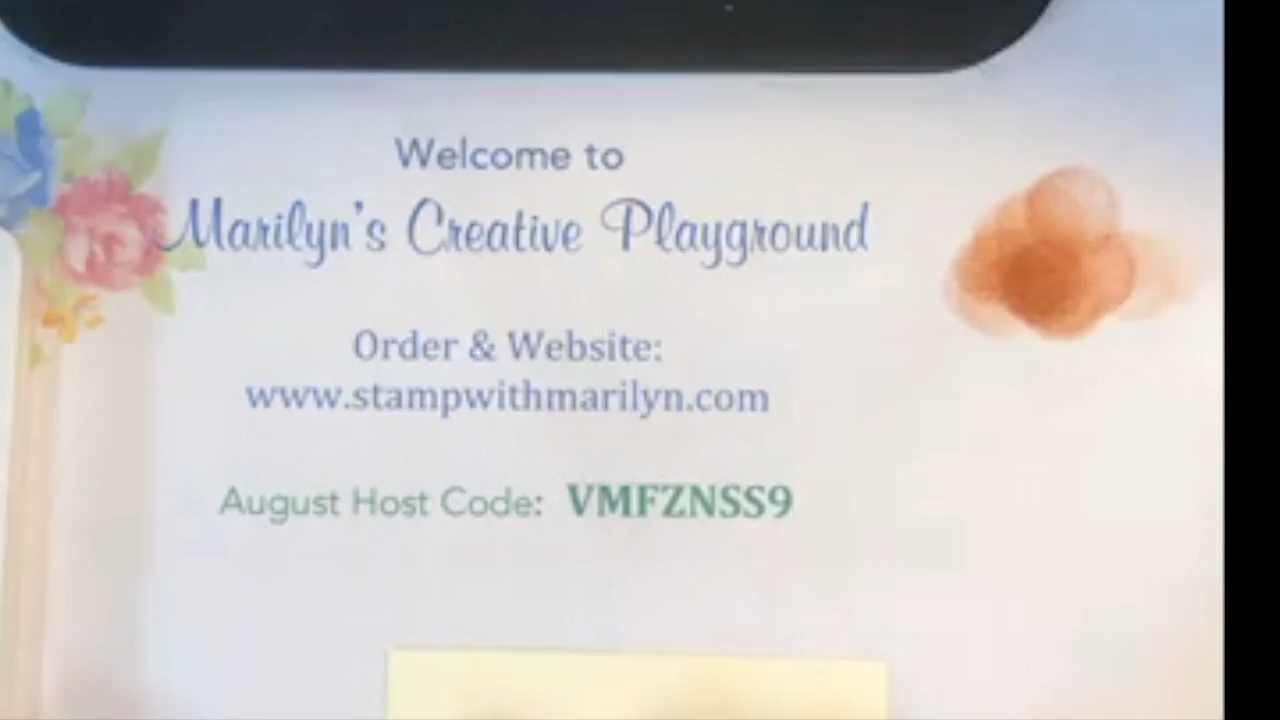 Welcome to
Marilyn's Creative Playground
Order & Website:
www.stampwithmarilyn.com
August Host Code: VMFZNSS9